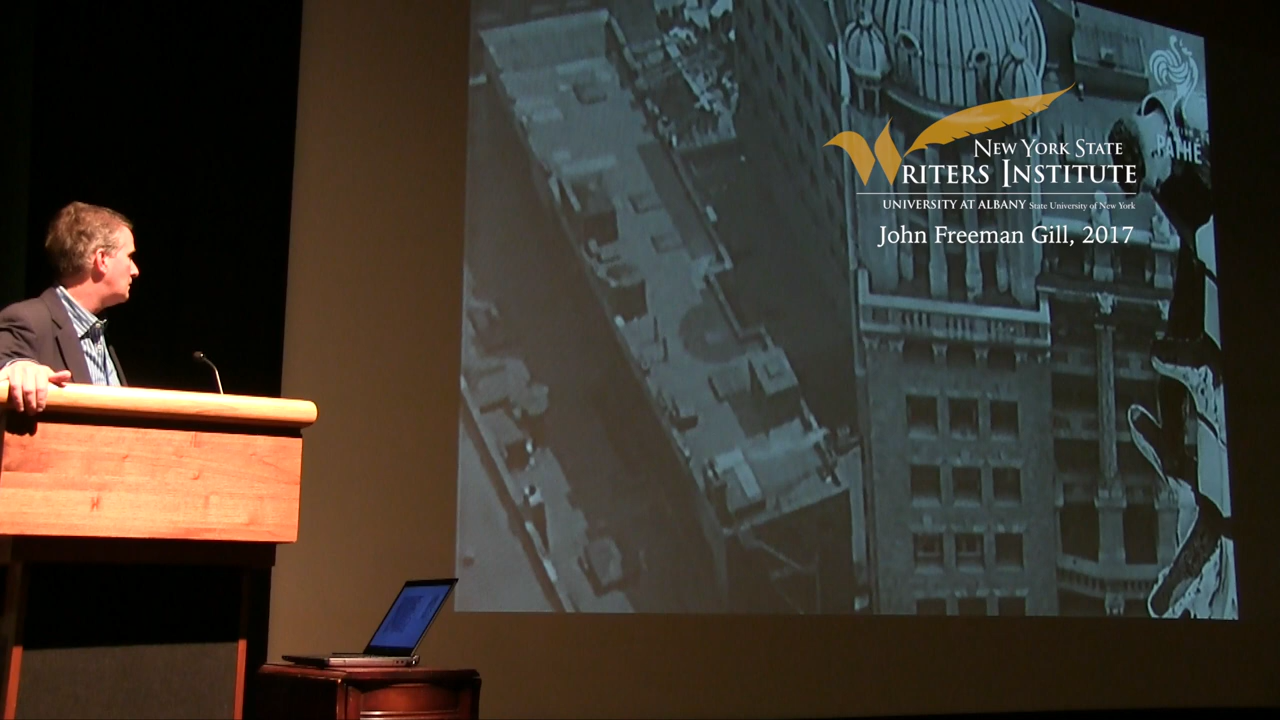 NEW YORK STATE
WRITERS INSTITUTE
UNIVERSITY AT ALBANY State University of New York
John Freeman Gill, 2017
PATHÉ